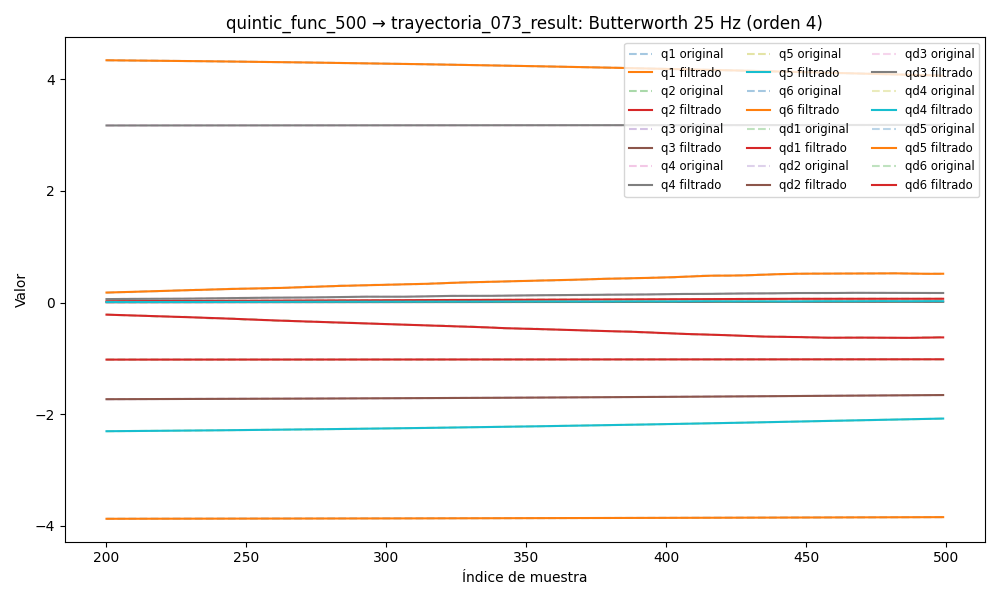 quintic_func_500 → trayectoria_073_result: Butterworth 25 Hz (orden 4)
q1 original
q1 filtrado
q2 original
q2 filtrado
q3 original
q3 filtrado
q4 original
q4 filtrado
q5 original
q5 filtrado
q6 original
q6 filtrado
qd1 original
qd1 filtrado
qd2 original
qd2 filtrado
qd3 original
qd3 filtrado
qd4 original
qd4 filtrado
qd5 original
qd5 filtrado
qd6 original
qd6 filtrado
Valor
4
2
0
−2
−4
200
250
300
350
400
450
500
Índice de muestra